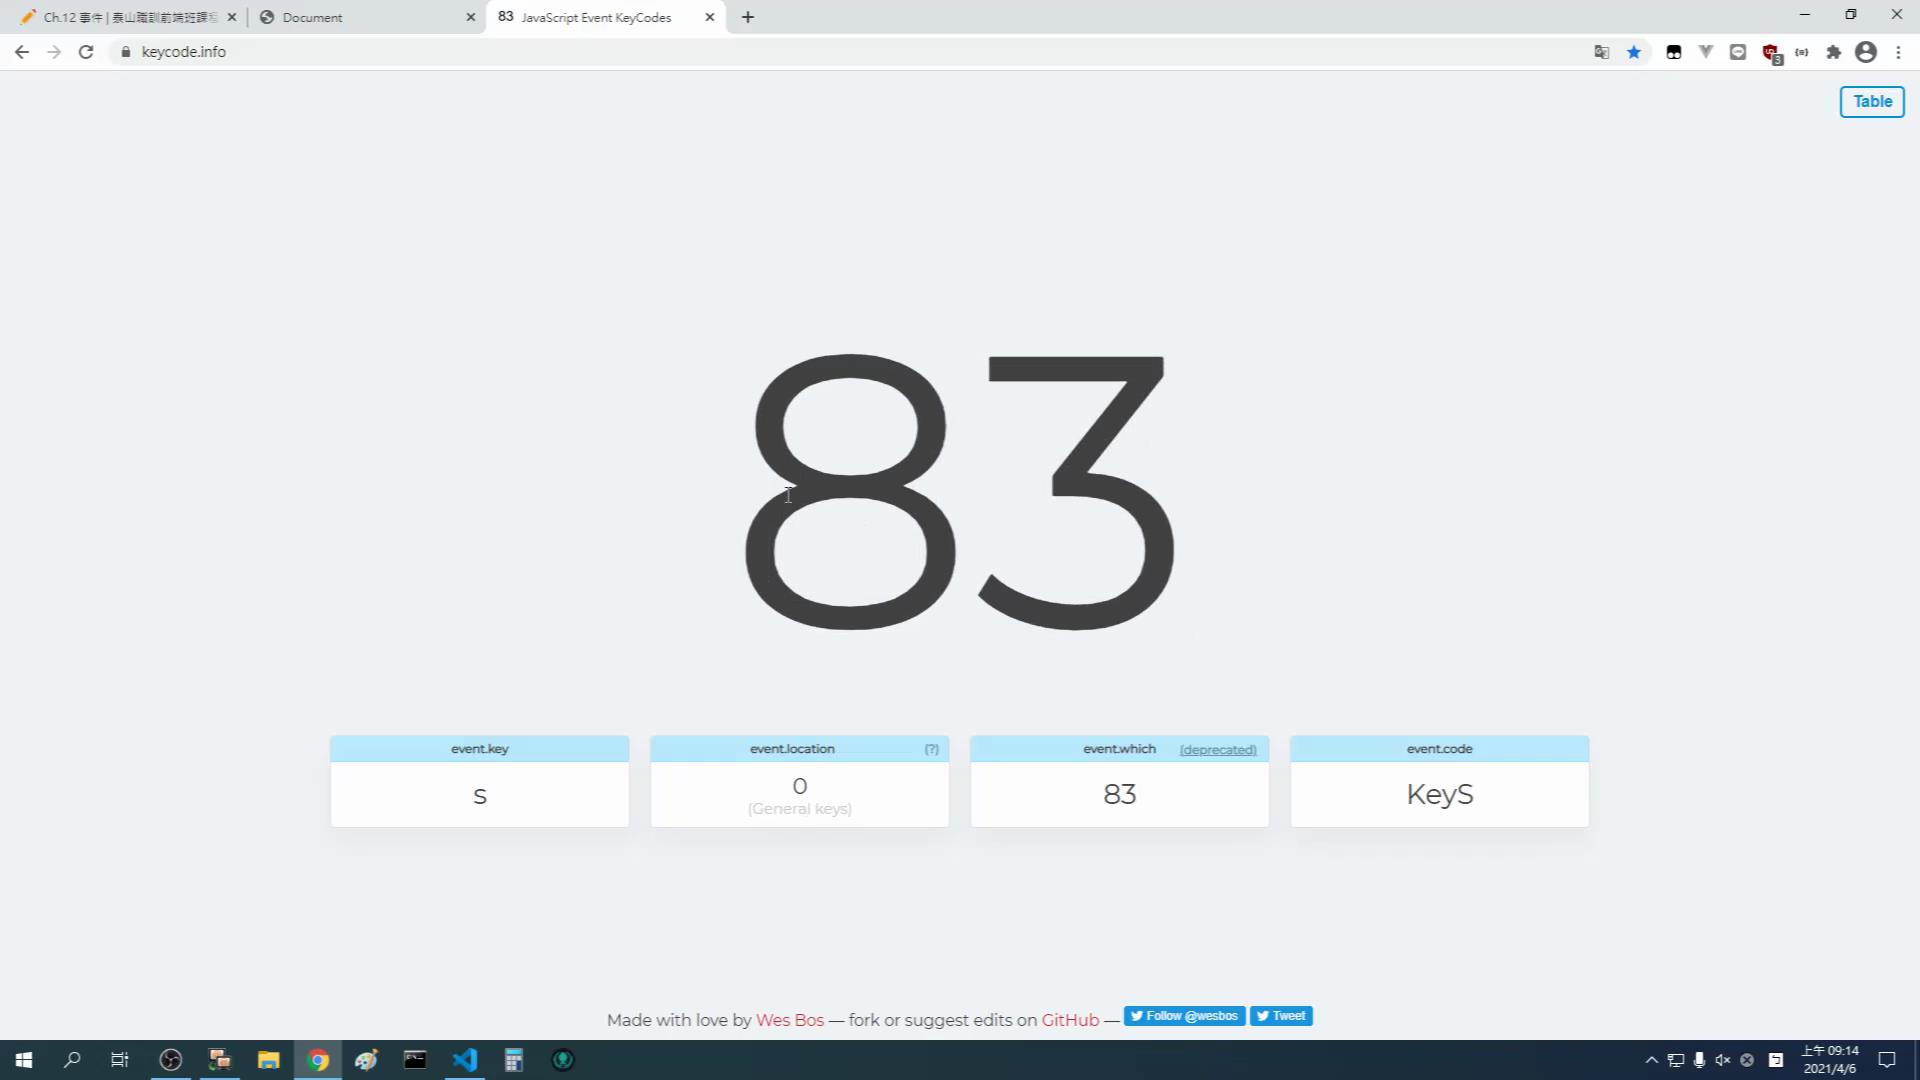 Ch.12 事件 | 泰山職訓前端班課程
Document
83 JavaScript Event KeyCodes
keycode.info
3
Table
83
event.key
s
event.location (?)
0
(General keys)
event.which (deprecated)
83
event.code
KeyS
Made with love by Wes Bos — fork or suggest edits on GitHub — Follow @wesbos Tweet
上午 09:14
2021/4/6